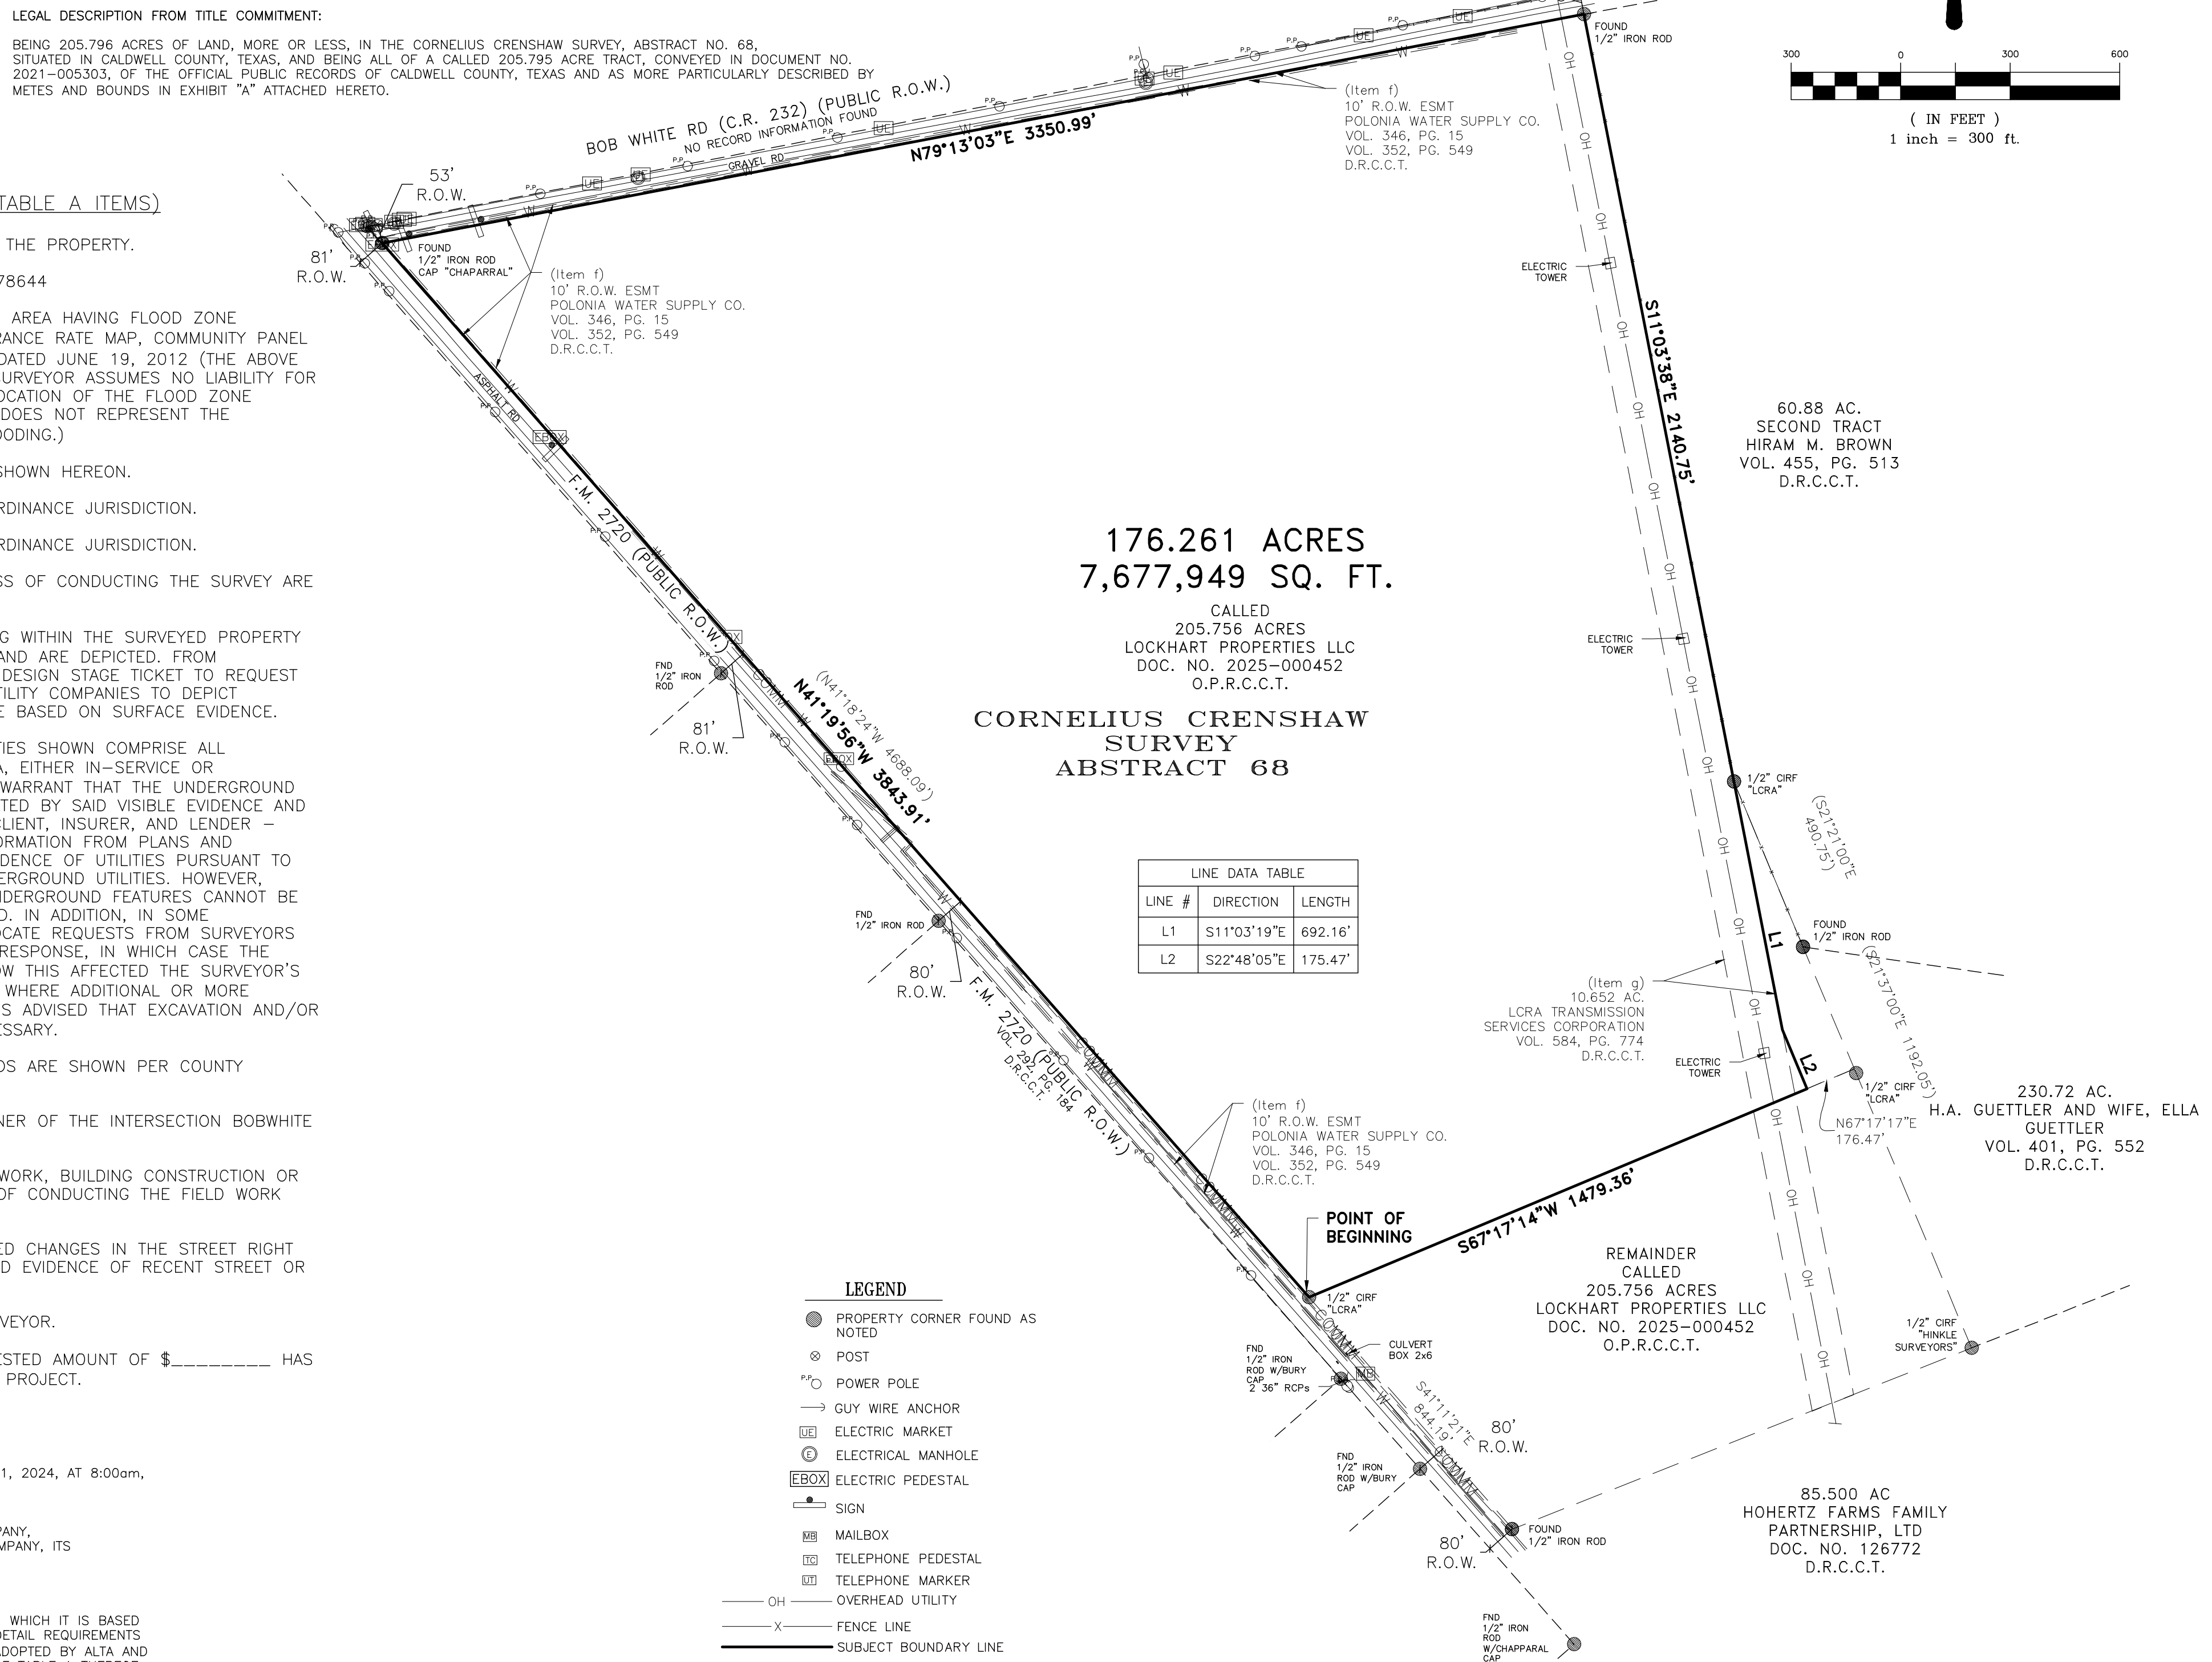 LEGAL DESCRIPTION FROM TITLE COMMITMENT:
BEING 205.796 ACRES OF LAND, MORE OR LESS, IN THE CORNELIUS CRENSHAW SURVEY, ABSTRACT NO. 68,
SITUATED IN CALDWELL COUNTY, TEXAS, AND BEING ALL OF A CALLED 205.795 ACRE TRACT, CONVEYED IN DOCUMENT NO.
2021-005303, OF THE OFFICIAL PUBLIC RECORDS OF CALDWELL COUNTY, TEXAS AND AS MORE PARTICULARLY DESCRIBED BY
METES AND BOUNDS IN EXHIBIT "A" ATTACHED HERETO.
TABLE A ITEMS)
THE PROPERTY.
78644
AREA HAVING FLOOD ZONE
RANCE RATE MAP, COMMUNITY PANEL
DATED JUNE 19, 2012 (THE ABOVE
SURVEYOR ASSUMES NO LIABILITY FOR
OCATION OF THE FLOOD ZONE
DOES NOT REPRESENT THE
OODING.)
SHOWN HEREON.
RDINANCE JURISDICTION.
RDINANCE JURISDICTION.
SS OF CONDUCTING THE SURVEY ARE
G WITHIN THE SURVEYED PROPERTY
AND ARE DEPICTED. FROM
DESIGN STAGE TICKET TO REQUEST
TILITY COMPANIES TO DEPICT
E BASED ON SURFACE EVIDENCE.
TIES SHOWN COMPRISE ALL
A, EITHER IN-SERVICE OR
WARRANT THAT THE UNDERGROUND
TED BY SAID VISIBLE EVIDENCE AND
CLIENT, INSURER, AND LENDER –
ORMATION FROM PLANS AND
IDENCE OF UTILITIES PURSUANT TO
ERGROUND UTILITIES. HOWEVER,
NDERGROUND FEATURES CANNOT BE
D. IN ADDITION, IN SOME
OCATE REQUESTS FROM SURVEYORS
RESPONSE, IN WHICH CASE THE
OW THIS AFFECTED THE SURVEYOR'S
WHERE ADDITIONAL OR MORE
S ADVISED THAT EXCAVATION AND/OR
ESSARY.
DS ARE SHOWN PER COUNTY
NER OF THE INTERSECTION BOBWHITE
WORK, BUILDING CONSTRUCTION OR
OF CONDUCTING THE FIELD WORK
ED CHANGES IN THE STREET RIGHT
D EVIDENCE OF RECENT STREET OR
VEYOR.
ESTED AMOUNT OF $________ HAS
PROJECT.
1, 2024, AT 8:00am,
PANY,
MPANY, ITS
WHICH IT IS BASED
DETAIL REQUIREMENTS
ADOPTED BY ALTA AND
BOB WHITE RD (C.R. 232) (PUBLIC R.O.W.)
NO RECORD INFORMATION FOUND
GRAVEL RD
N79°13'03"E 3350.99'
53'
R.O.W.
81'
R.O.W.
FOUND
1/2" IRON ROD
CAP "CHAPARRAL"
(Item f)
10' R.O.W. ESMT
POLONIA WATER SUPPLY CO.
VOL. 346, PG. 15
VOL. 352, PG. 549
D.R.C.C.T.
(Item f)
10' R.O.W. ESMT
POLONIA WATER SUPPLY CO.
VOL. 346, PG. 15
VOL. 352, PG. 549
D.R.C.C.T.
FOUND
1/2" IRON ROD
300
0
300
600
( IN FEET )
1 inch = 300 ft.
ELECTRIC
TOWER
S11°03'38"E 2140.75'
60.88 AC.
SECOND TRACT
HIRAM M. BROWN
VOL. 455, PG. 513
D.R.C.C.T.
ASPHALT RD
EBOX
F.M. 2720 (PUBLIC R.O.W.)
176.261 ACRES
7,677,949 SQ. FT.
CALLED
205.756 ACRES
LOCKHART PROPERTIES LLC
DOC. NO. 2025-000452
O.P.R.C.C.T.
CORNELIUS CRENSHAW
SURVEY
ABSTRACT 68
ELECTRIC
TOWER
FND
1/2" IRON
ROD
81'
R.O.W.
(N41°18'24"W 4688.09')
N41°19'56"W 3843.91'
LINE DATA TABLE
LINE # DIRECTION LENGTH
L1 S11°03'19"E 692.16'
L2 S22°48'05"E 175.47'
1/2" CIRF
"LCRA"
(S21°21'00"E
490.75')
FOUND
1/2" IRON ROD
L1
(S21°37'00"E 1192.05')
FND
1/2" IRON ROD
80'
R.O.W.
F.M. 2720 (PUBLIC R.O.W.)
VOL. 292, PG. 184
D.R.C.C.T.
(Item g)
10.652 AC.
LCRA TRANSMISSION
SERVICES CORPORATION
VOL. 584, PG. 774
D.R.C.C.T.
ELECTRIC
TOWER
L2
1/2" CIRF
"LCRA"
N67°17'17"E
176.47'
230.72 AC.
H.A. GUETTLER AND WIFE, ELLA
GUETTLER
VOL. 401, PG. 552
D.R.C.C.T.
(Item f)
10' R.O.W. ESMT
POLONIA WATER SUPPLY CO.
VOL. 346, PG. 15
VOL. 352, PG. 549
D.R.C.C.T.
POINT OF
BEGINNING
S67°17'14"W 1479.36'
1/2" CIRF
"LCRA"
REMAINDER
CALLED
205.756 ACRES
LOCKHART PROPERTIES LLC
DOC. NO. 2025-000452
O.P.R.C.C.T.
1/2" CIRF
"HINKLE
SURVEYORS"
CULVERT
BOX 2x6
FND
1/2" IRON
ROD W/BURY
CAP
2 36" RCPs
MB
S41°11'21"E
844.19'
80'
R.O.W.
FND
1/2" IRON
ROD W/BURY
CAP
COMM
FOUND
1/2" IRON ROD
80'
R.O.W.
85.500 AC
HOHERTZ FARMS FAMILY
PARTNERSHIP, LTD
DOC. NO. 126772
D.R.C.C.T.
FND
1/2" IRON
ROD
W/CHAPPARAL
CAP
LEGEND
PROPERTY CORNER FOUND AS
NOTED
POST
P.P. POWER POLE
GUY WIRE ANCHOR
UE ELECTRIC MARKET
E ELECTRICAL MANHOLE
EBOX ELECTRIC PEDESTAL
SIGN
MB MAILBOX
TC TELEPHONE PEDESTAL
UT TELEPHONE MARKER
OH OVERHEAD UTILITY
X FENCE LINE
SUBJECT BOUNDARY LINE